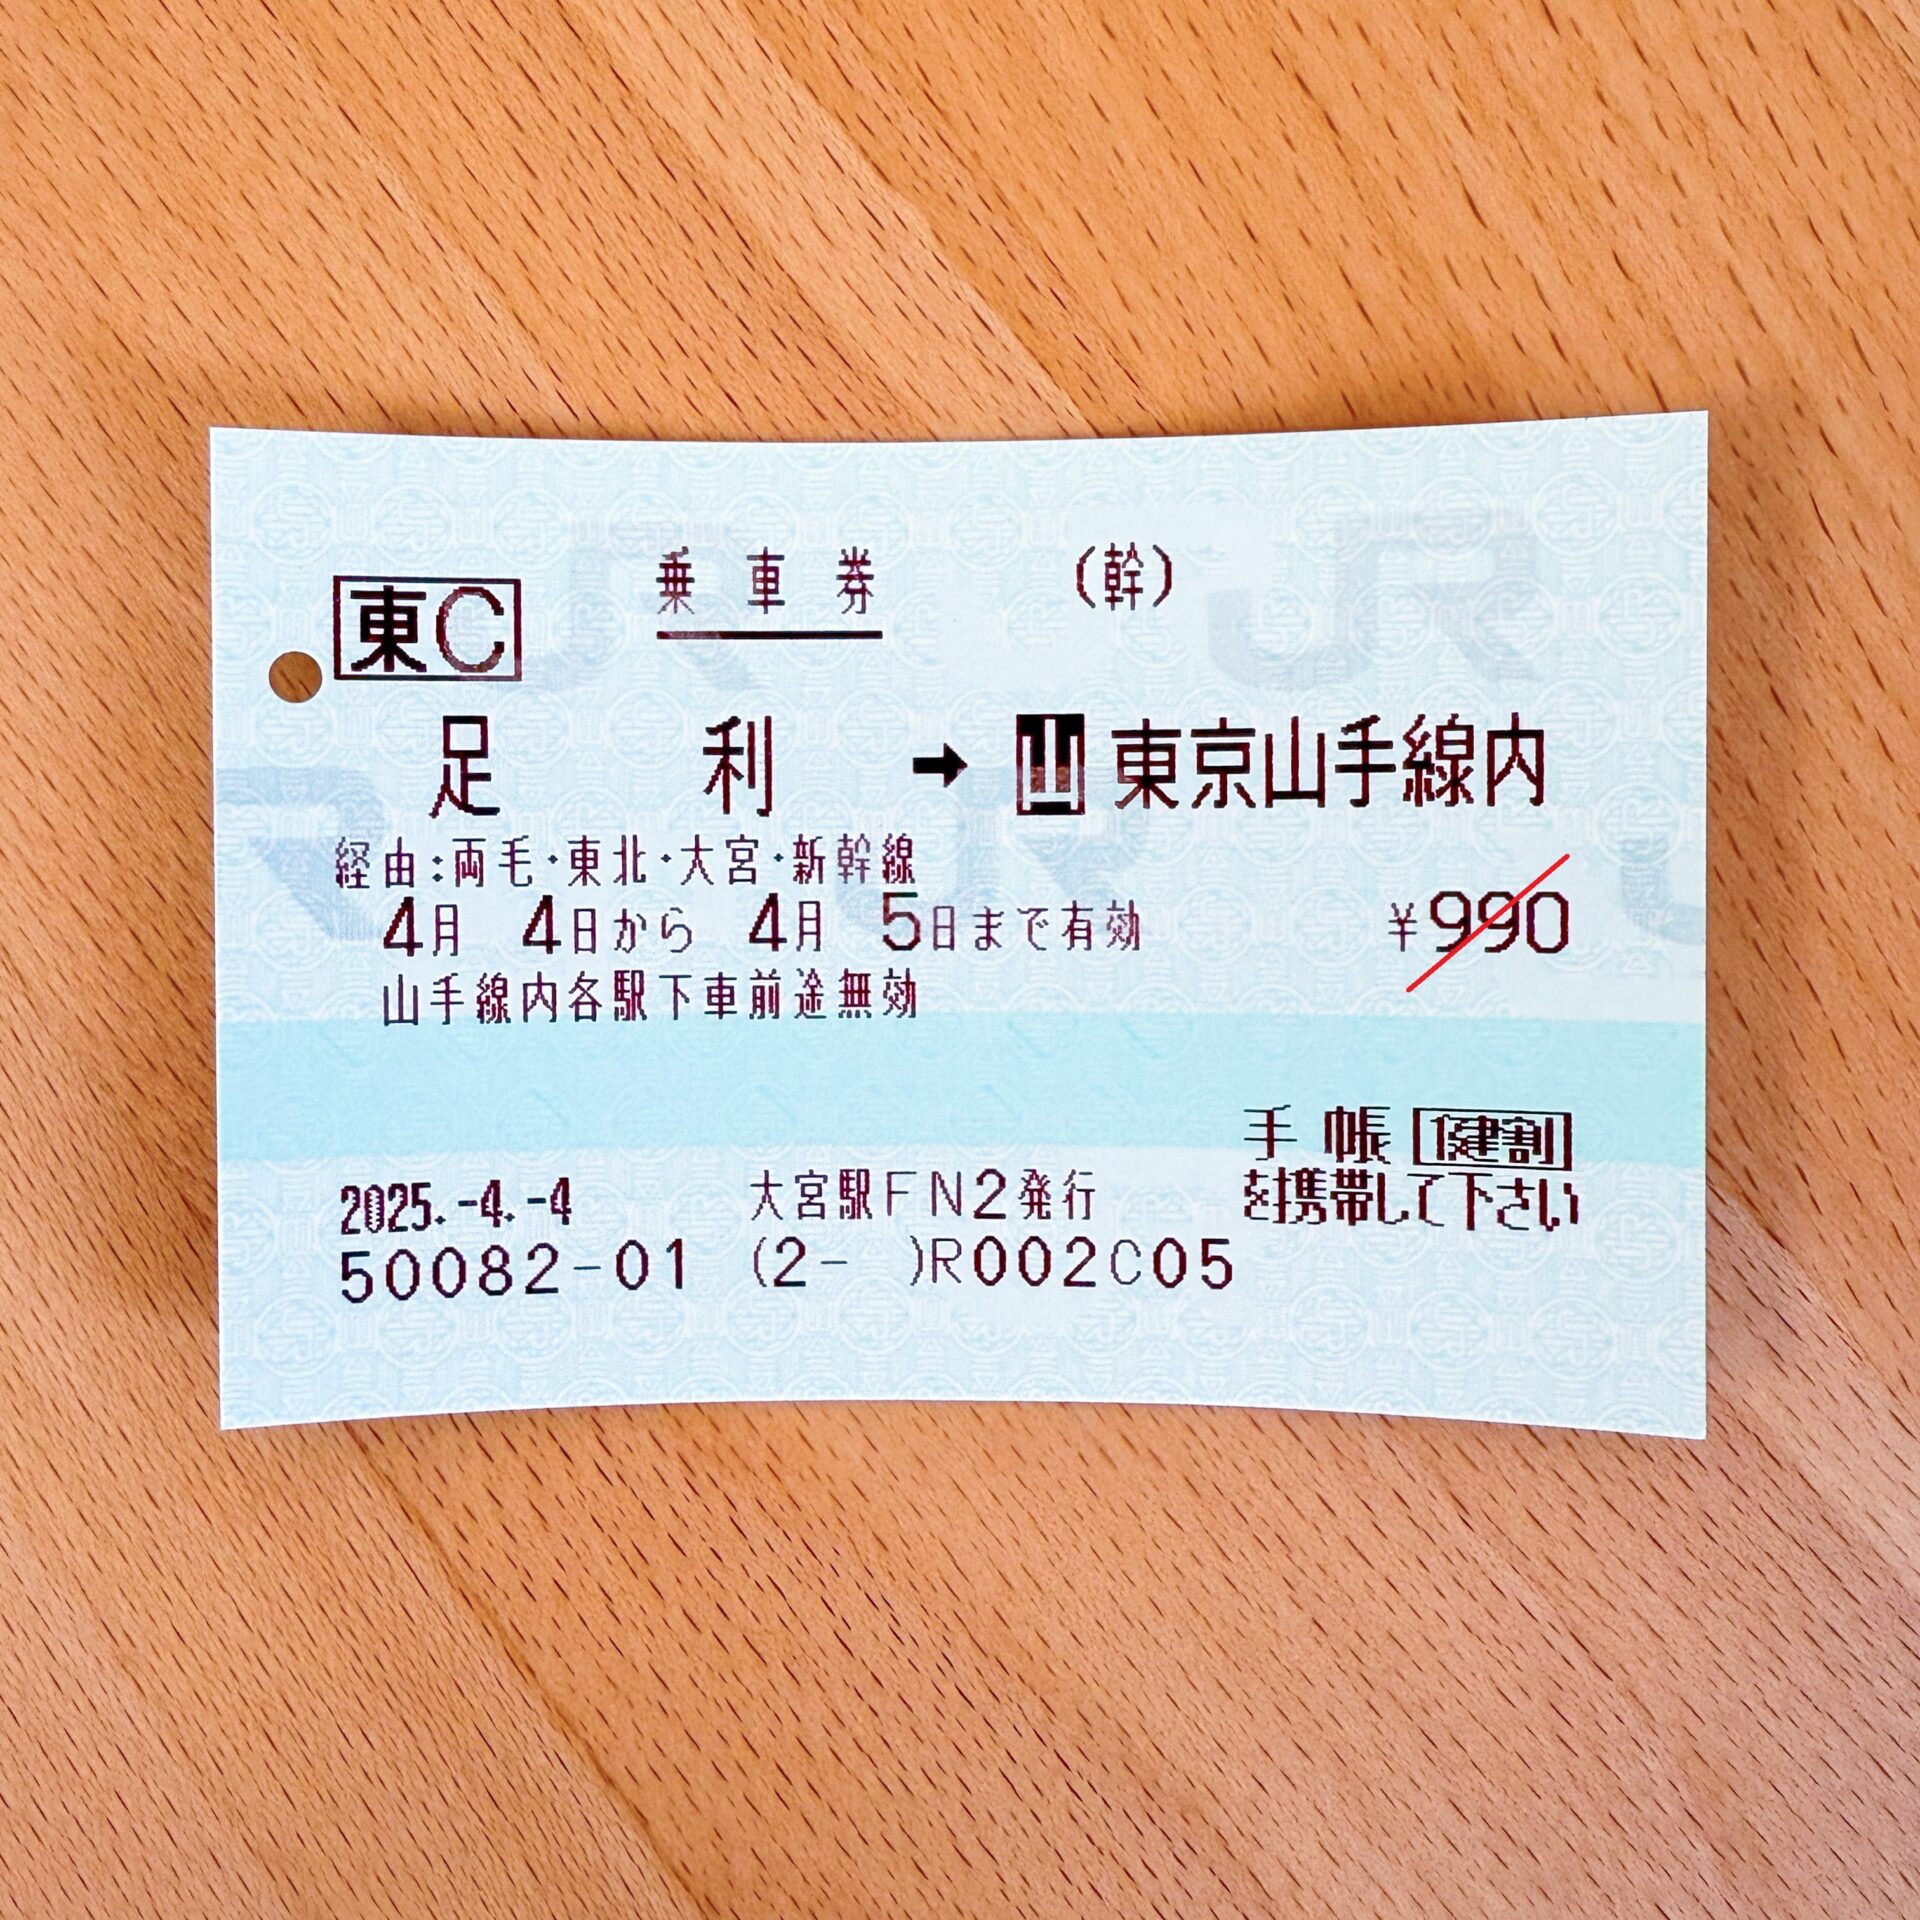 東C 乗車券 (幹)
足利 → 山 東京山手線内
経由:両毛・東北・大宮・新幹線
4月 4日から 4月 5日まで有効 ¥990
山手線内各駅下車前途無効
手帳 健割
を携帯して下さい
2025.-4.-4 大宮駅FN2発行
50082-01 (2- )R002C05